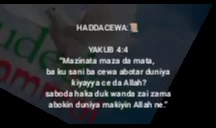 HADDACEWA:
YAKUB 4:4
"Mazinata maza da mata,
ba ku sani ba cewa abotar duniya
kiyayya ce da Allah?
saboda haka duk wanda zai zama
abokin duniya makiyin Allah ne."